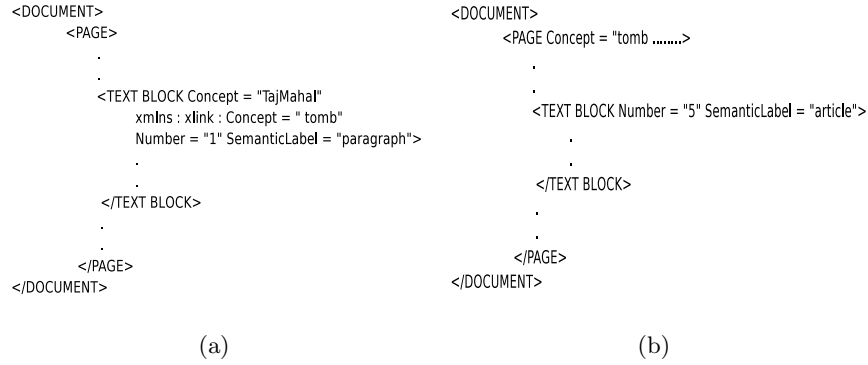 <DOCUMENT>
<PAGE>
.
.
<TEXT BLOCK Concept = "TajMahal"
xmlns : xlink : Concept = " tomb"
Number = "1" SemanticLabel = "paragraph">
.
.
</TEXT BLOCK>
.
.
</PAGE>
</DOCUMENT>
(a)
<DOCUMENT>
<PAGE Concept = "tomb ........>
.
.
<TEXT BLOCK Number = "5" SemanticLabel = "article">
.
.
</TEXT BLOCK>
.
.
</PAGE>
</DOCUMENT>
(b)